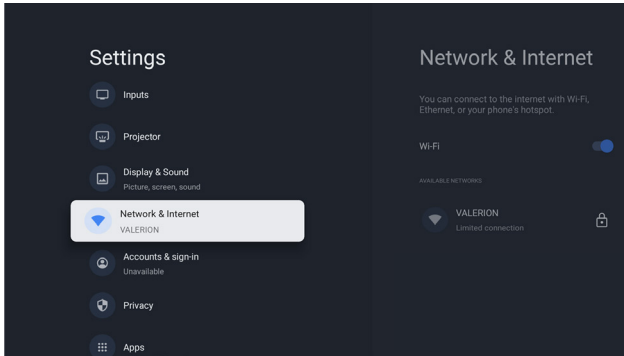 Settings
Inputs
Projector
Display & Sound
Picture, screen, sound
Network & Internet
VALERION
Accounts & sign-in
Unavailable
Privacy
Apps
Network & Internet
You can connect to the internet with Wi-Fi,
Ethernet, or your phone's hotspot.
Wi-Fi
AVAILABLE NETWORKS
VALERION
Limited connection